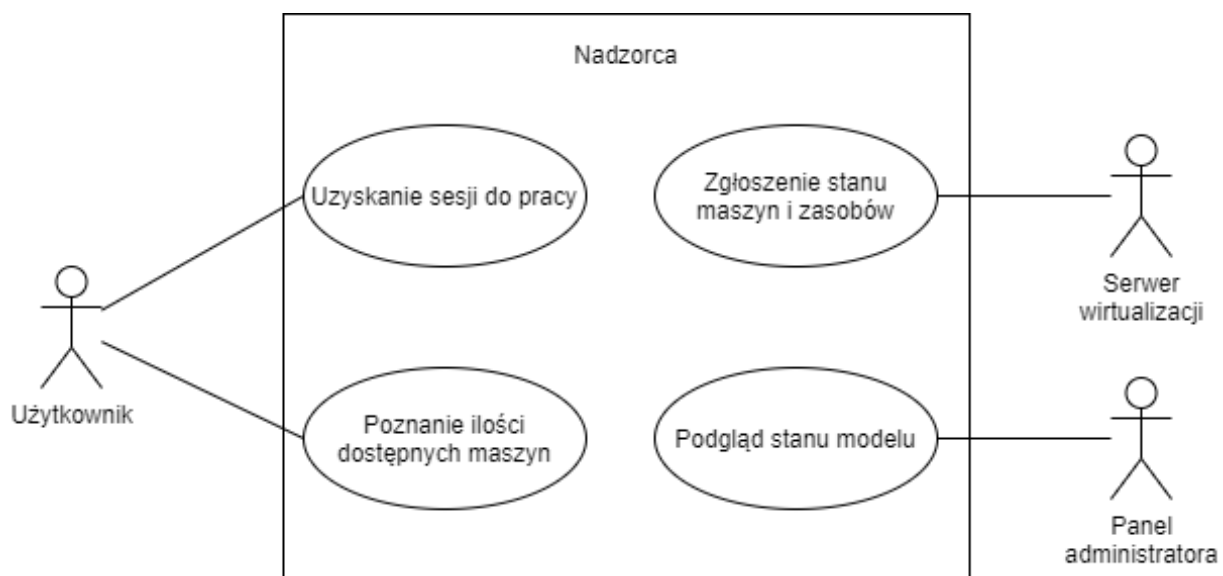 Nadzorca
Uzyskanie sesji do pracy
Zgłoszenie stanu
maszyn i zasobów
Serwer
wirtualizacji
Użytkownik
Poznanie ilości
dostępnych maszyn
Podgląd stanu modelu
Panel
administratora